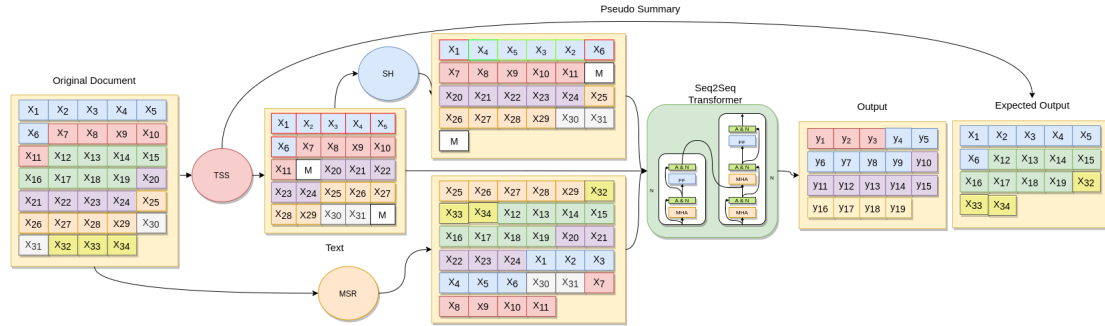 Pseudo Summary
Original Document
X1 X2 X3 X4 X5
X6 X7 X8 X9 X10
X11 X12 X13 X14 X15
X16 X17 X18 X19 X20
X21 X22 X23 X24 X25
X26 X27 X28 X29 X30
X31 X32 X33 X34
TSS
SH
MSR
X1 X2 X3 X4 X5
X6 X7 X8 X9 X10
X11 M X20 X21 X22
X23 X24 X25 X26 X27
X28 X29 X30 X31 M
Text
X1 X4 X5 X3 X2 X6
X7 X8 X9 X10 X11 M
X20 X21 X22 X23 X24 X25
X26 X27 X28 X29 X30 X31
M
X25 X26 X27 X28 X29 X32
X33 X34 X12 X13 X14 X15
X16 X17 X18 X19 X20 X21
X22 X23 X24 X1 X2 X3
X4 X5 X6 X30 X31 X7
X8 X9 X10 X11
Seq2Seq
Transformer
A & N
FF
A & N
MHA
N
A & N
FF
A & N
MHA
A & N
MHA
N
Output
y1 y2 y3 y4 y5
y6 y7 y8 y9 y10
y11 y12 y13 y14 y15
y16 y17 y18 y19
Expected Output
X1 X2 X3 X4 X5
X6 X12 X13 X14 X15
X16 X17 X18 X19 X32
X33 X34